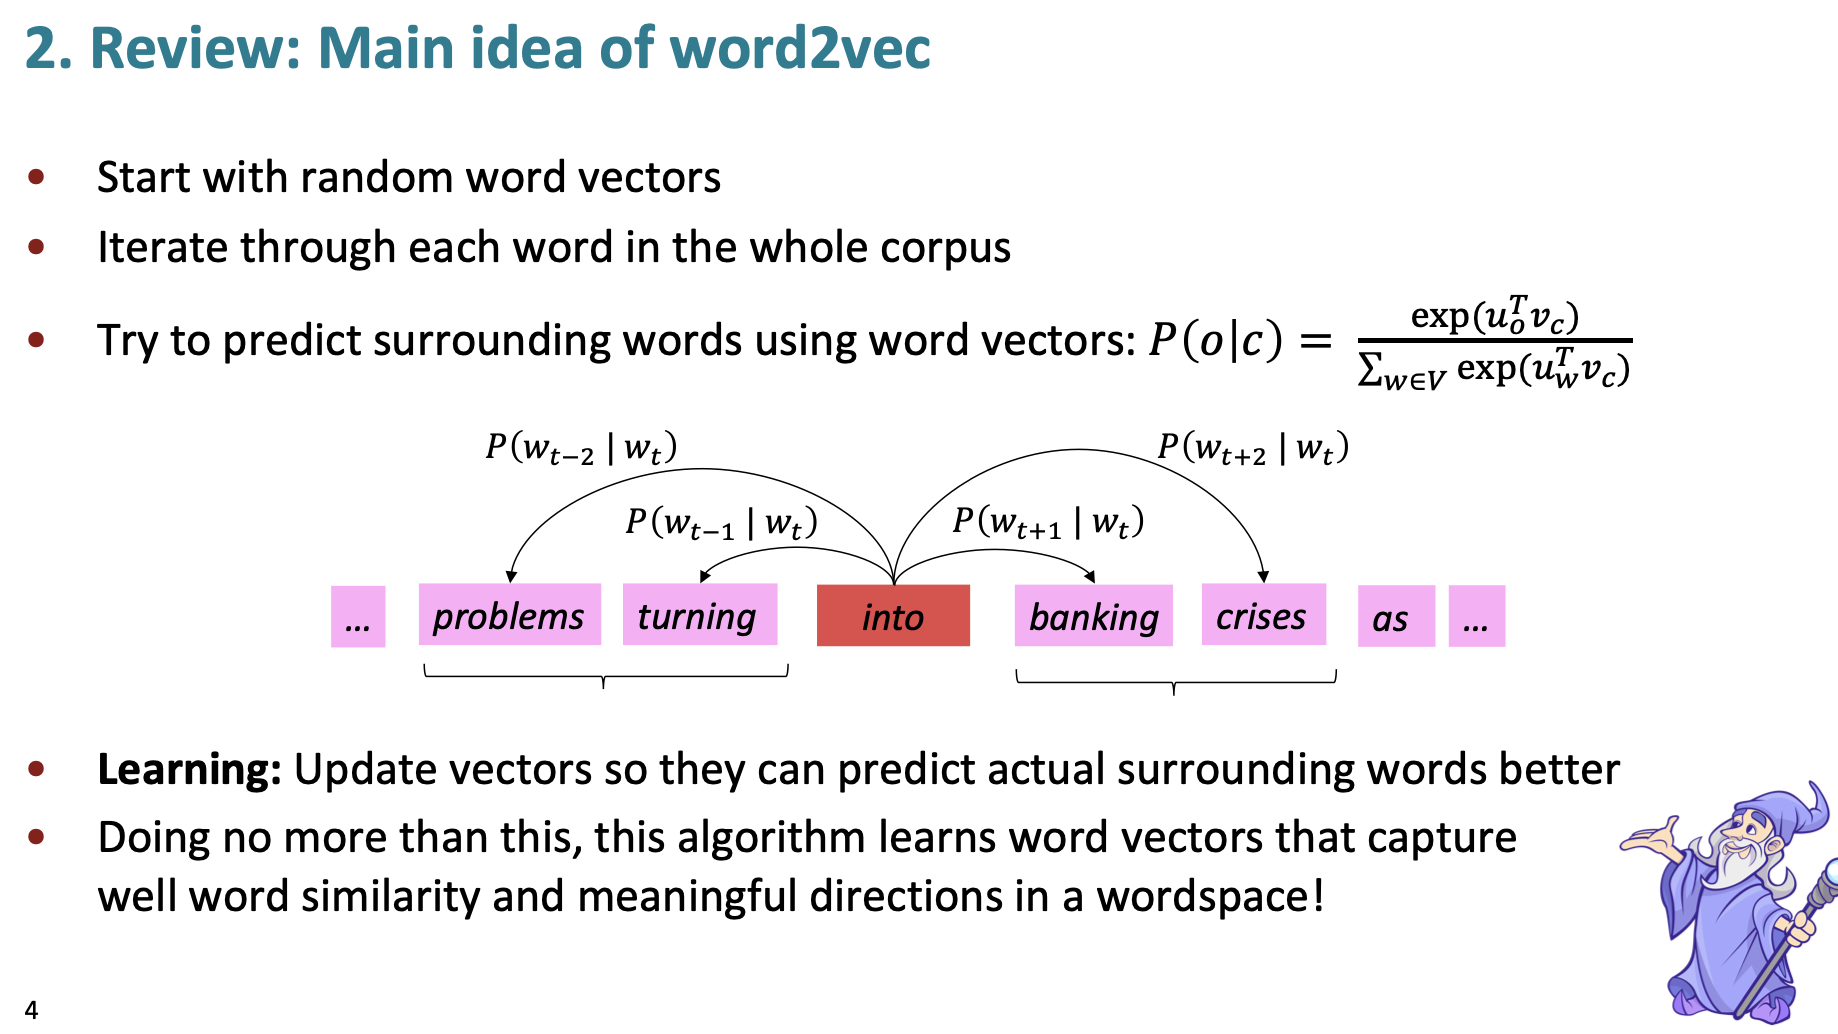 2. Review: Main idea of word2vec
• Start with random word vectors
• Iterate through each word in the whole corpus
• Try to predict surrounding words using word vectors: $P(o|c) = \frac{\exp(u_o^T v_c)}{\sum_{w \in V} \exp(u_w^T v_c)}$
$P(w_{t-2} \mid w_t)$ $P(w_{t+2} \mid w_t)$
$P(w_{t-1} \mid w_t)$ $P(w_{t+1} \mid w_t)$
... problems turning into banking crises as ...
• Learning: Update vectors so they can predict actual surrounding words better
• Doing no more than this, this algorithm learns word vectors that capture
well word similarity and meaningful directions in a wordspace!
4